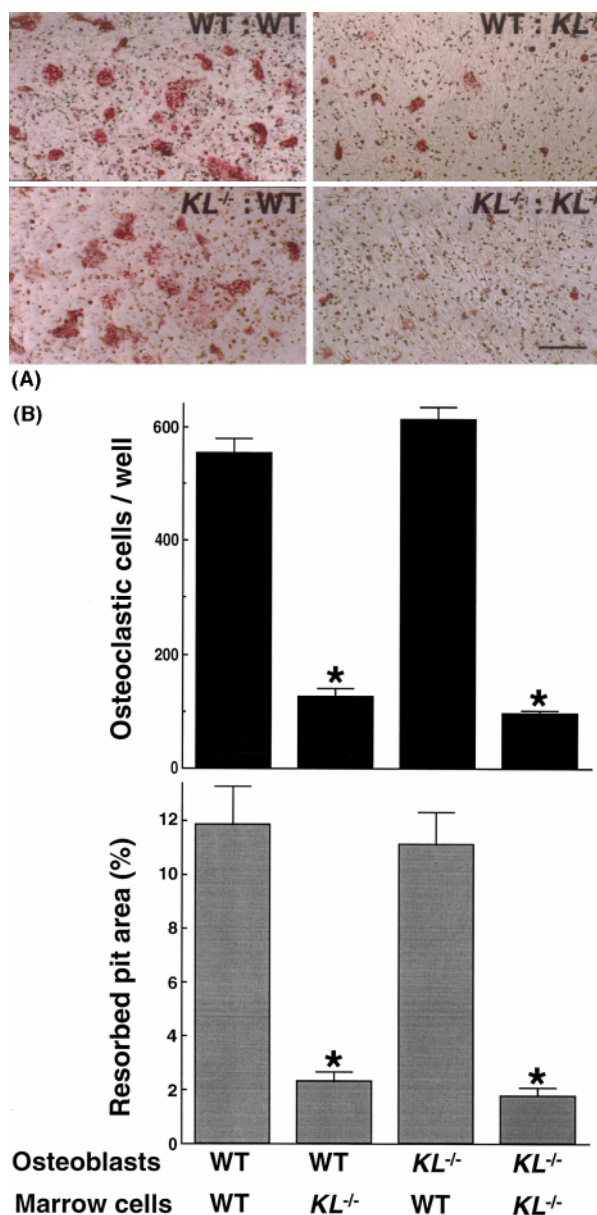 WT : WT
WT : KL-/-
KL-/- : WT
KL-/- : KL-/-
(A)
(B)
Osteoclastic cells / well
600
400
200
0
*
*
Resorbed pit area (%)
12
10
8
6
4
2
0
*
*
Osteoblasts WT WT KL-/- KL-/-
Marrow cells WT KL-/- WT KL-/-